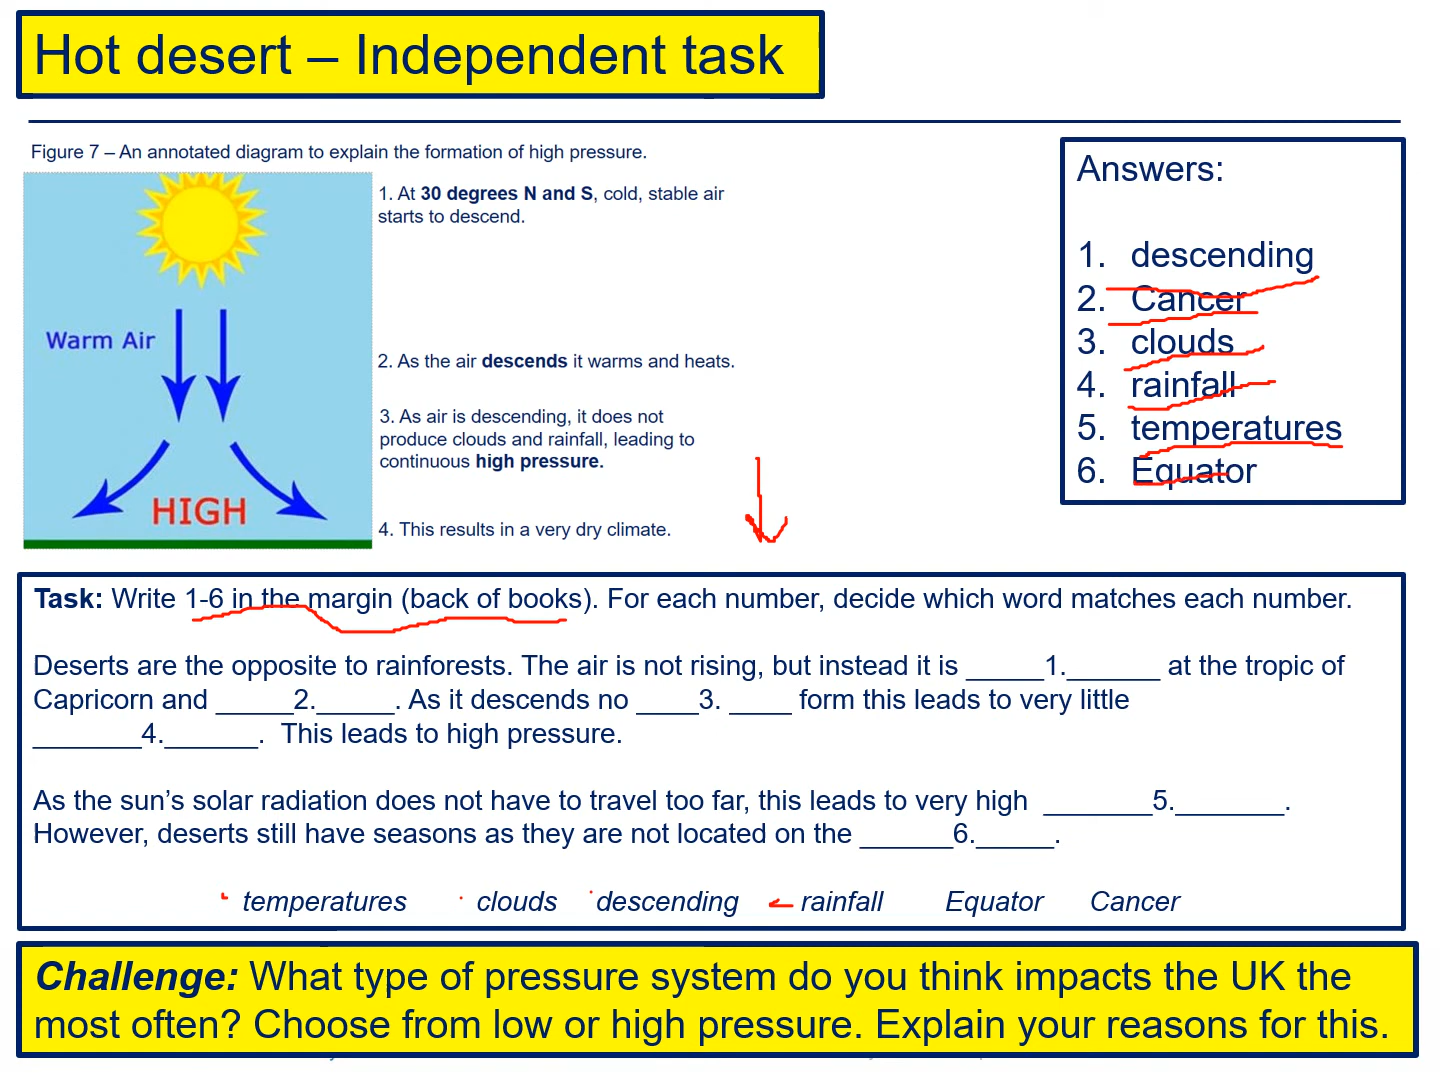 Hot desert – Independent task
Figure 7 – An annotated diagram to explain the formation of high pressure.
Warm Air
HIGH
1. At 30 degrees N and S, cold, stable air
starts to descend.
2. As the air descends it warms and heats.
3. As air is descending, it does not
produce clouds and rainfall, leading to
continuous high pressure.
4. This results in a very dry climate.
Answers:
1. descending
2. Cancer
3. clouds
4. rainfall
5. temperatures
6. Equator
Task: Write 1-6 in the margin (back of books). For each number, decide which word matches each number.
Deserts are the opposite to rainforests. The air is not rising, but instead it is _____1.______ at the tropic of
Capricorn and _____2._____. As it descends no ____3. ____ form this leads to very little
_______4.______. This leads to high pressure.
As the sun’s solar radiation does not have to travel too far, this leads to very high _______5._______.
However, deserts still have seasons as they are not located on the ______6._____.
temperatures clouds descending rainfall Equator Cancer
Challenge: What type of pressure system do you think impacts the UK the
most often? Choose from low or high pressure. Explain your reasons for this.